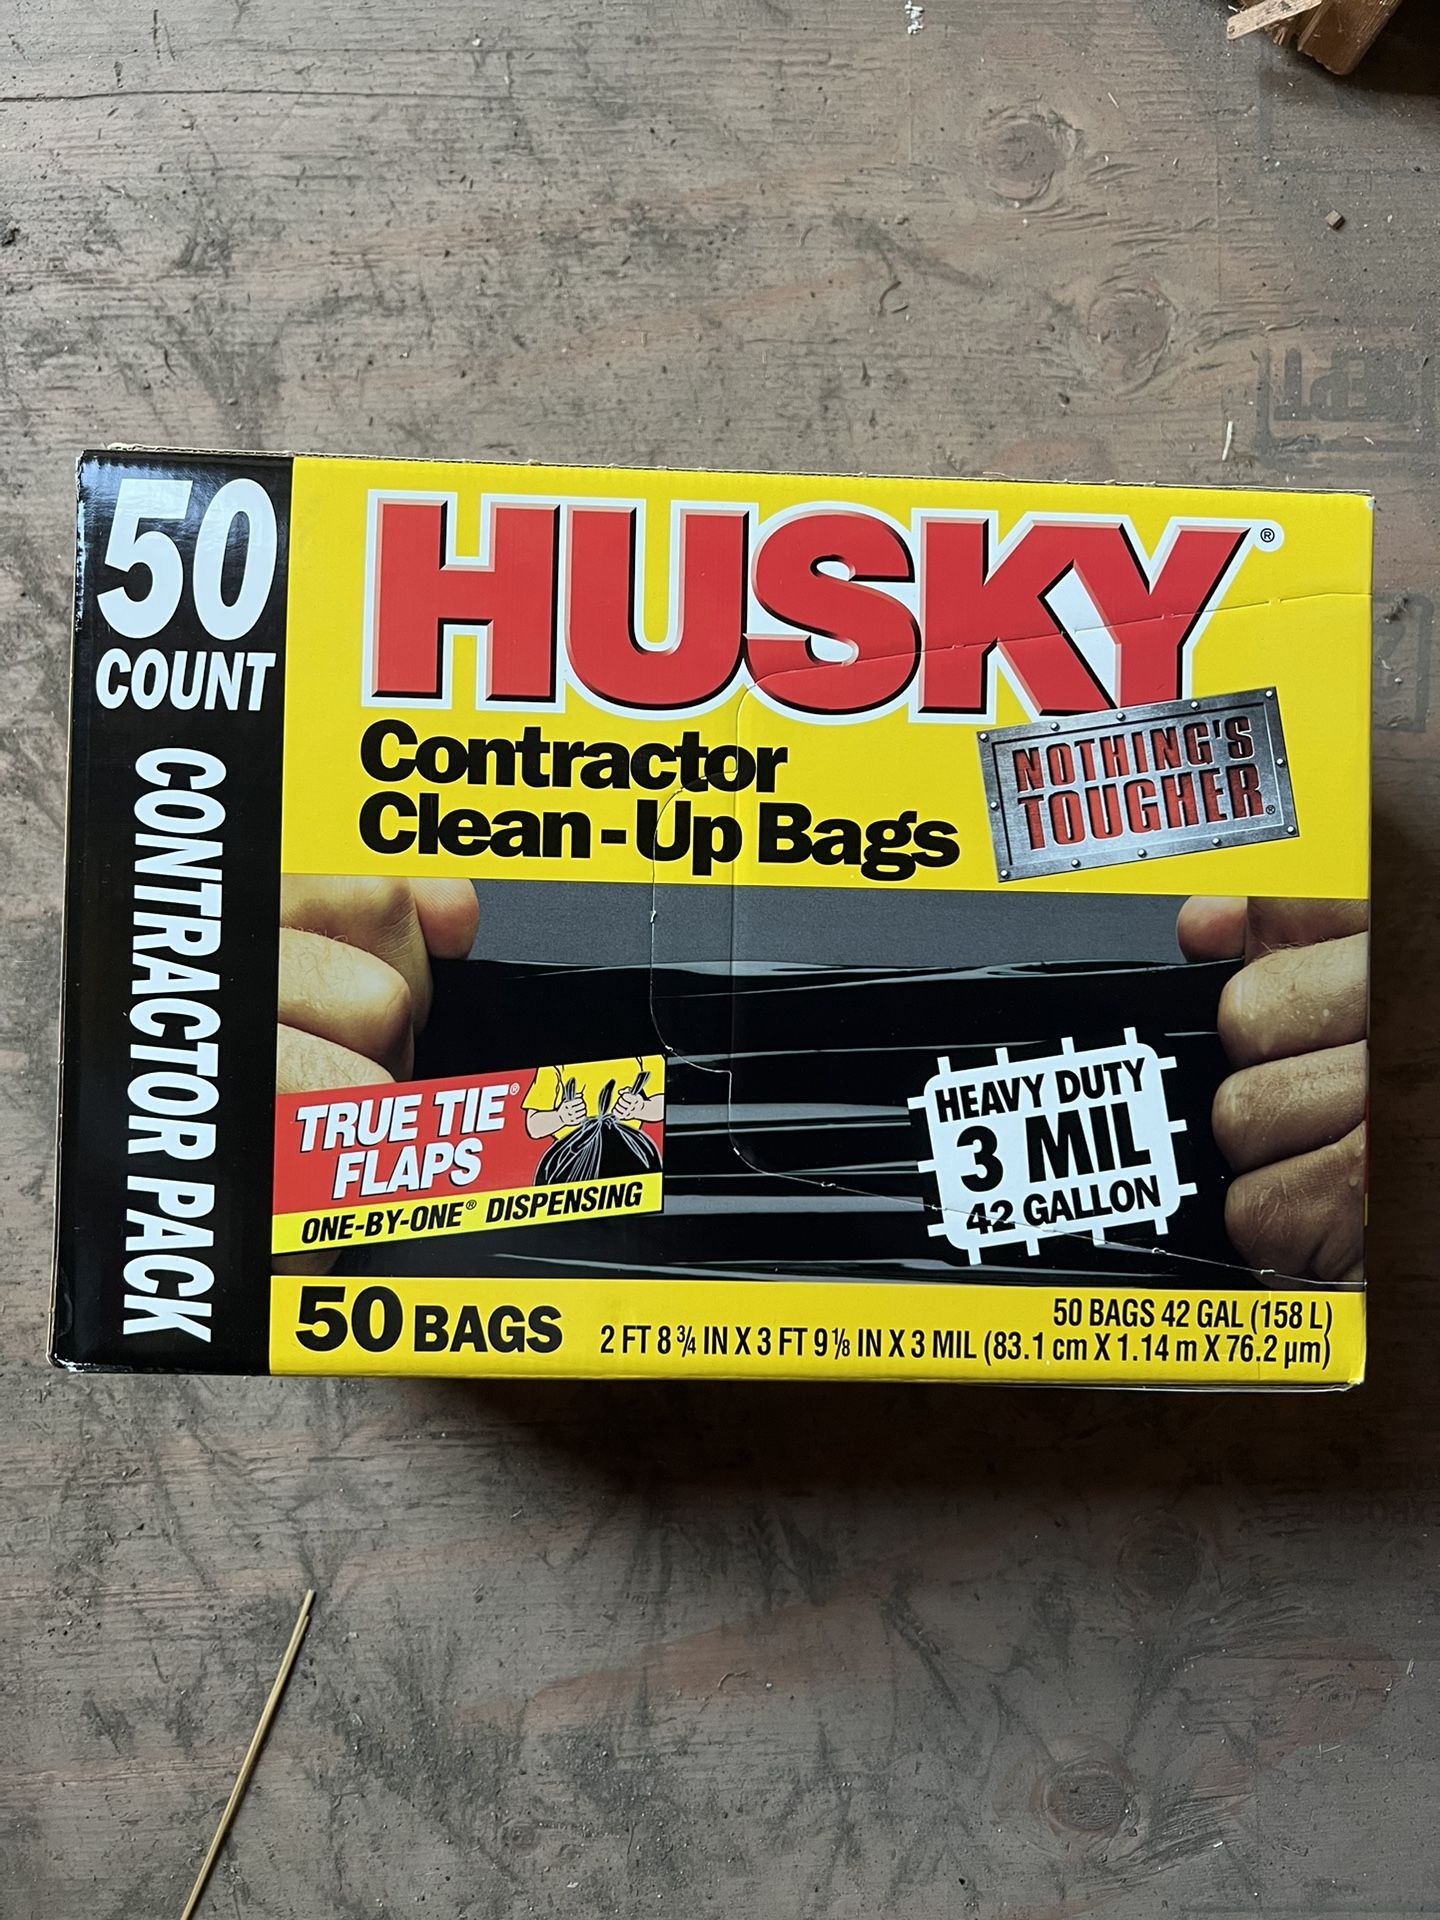 50
COUNT
CONTRACTOR PACK
HUSKY®
Contractor
Clean-Up Bags
NOTHING'S
TOUGHER®
TRUE TIE®
FLAPS
ONE-BY-ONE® DISPENSING
HEAVY DUTY
3 MIL
42 GALLON
50 BAGS
50 BAGS 42 GAL (158 L)
2 FT 8 ¾ IN X 3 FT 9 ⅛ IN X 3 MIL (83.1 cm X 1.14 m X 76.2 µm)